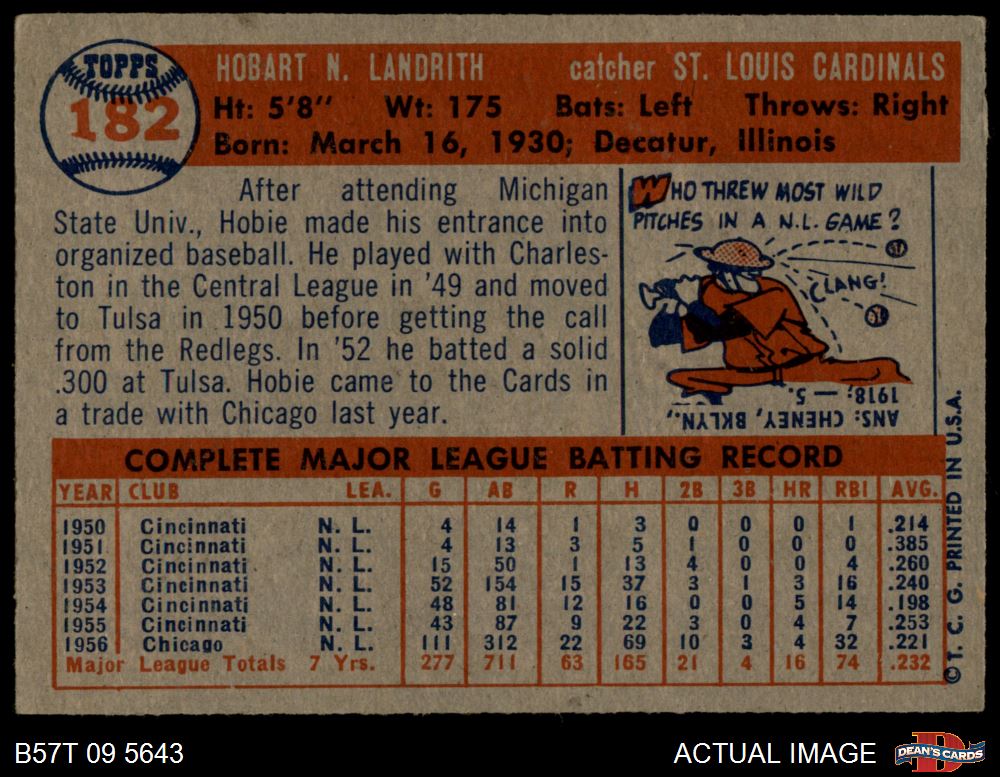 TOPPS
182
HOBART N. LANDRITH catcher ST. LOUIS CARDINALS
Ht: 5'8" Wt: 175 Bats: Left Throws: Right
Born: March 16, 1930; Decatur, Illinois
After attending Michigan
State Univ., Hobie made his entrance into
organized baseball. He played with Charles-
ton in the Central League in '49 and moved
to Tulsa in 1950 before getting the call
from the Redlegs. In '52 he batted a solid
.300 at Tulsa. Hobie came to the Cards in
a trade with Chicago last year.
WHO THREW MOST WILD
PITCHES IN A N.L. GAME?
CLANG!
ANS: CHENEY, BKLYN.,
1918; — 5.
COMPLETE MAJOR LEAGUE BATTING RECORD
YEAR CLUB LEA. G AB R H 2B 3B HR RBI AVG.
1950 Cincinnati N. L. 4 14 1 3 0 0 0 1 .214
1951 Cincinnati N. L. 4 13 3 5 1 0 0 0 .385
1952 Cincinnati N. L. 15 50 1 13 4 0 0 4 .260
1953 Cincinnati N. L. 52 154 15 37 3 1 3 16 .240
1954 Cincinnati N. L. 48 81 12 16 0 0 5 14 .198
1955 Cincinnati N. L. 43 87 9 22 3 0 4 7 .253
1956 Chicago N. L. 111 312 22 69 10 3 4 32 .221
Major League Totals 7 Yrs. 277 711 63 165 21 4 16 74 .232
© T. C. G. PRINTED IN U.S.A.
B57T 09 5643
ACTUAL IMAGE
DEAN'S CARDS